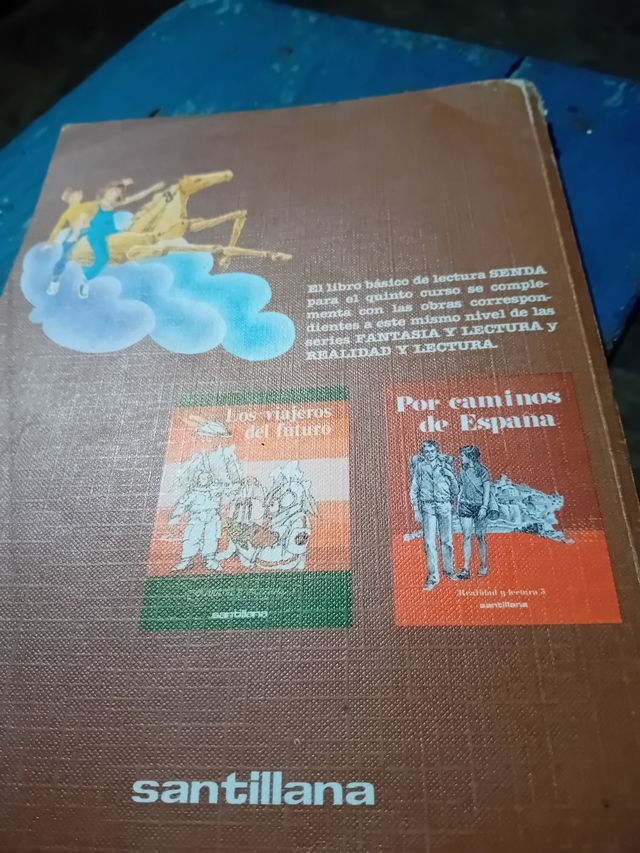 El libro básico de lectura SENDA
para el quinto curso se comple-
menta con las obras correspon-
dientes a este mismo nivel de las
series FANTASIA Y LECTURA y
REALIDAD Y LECTURA.
Los viajeros
del futuro
santillana
Por caminos
de España
Realidad y lectura 5
santillana
santillana